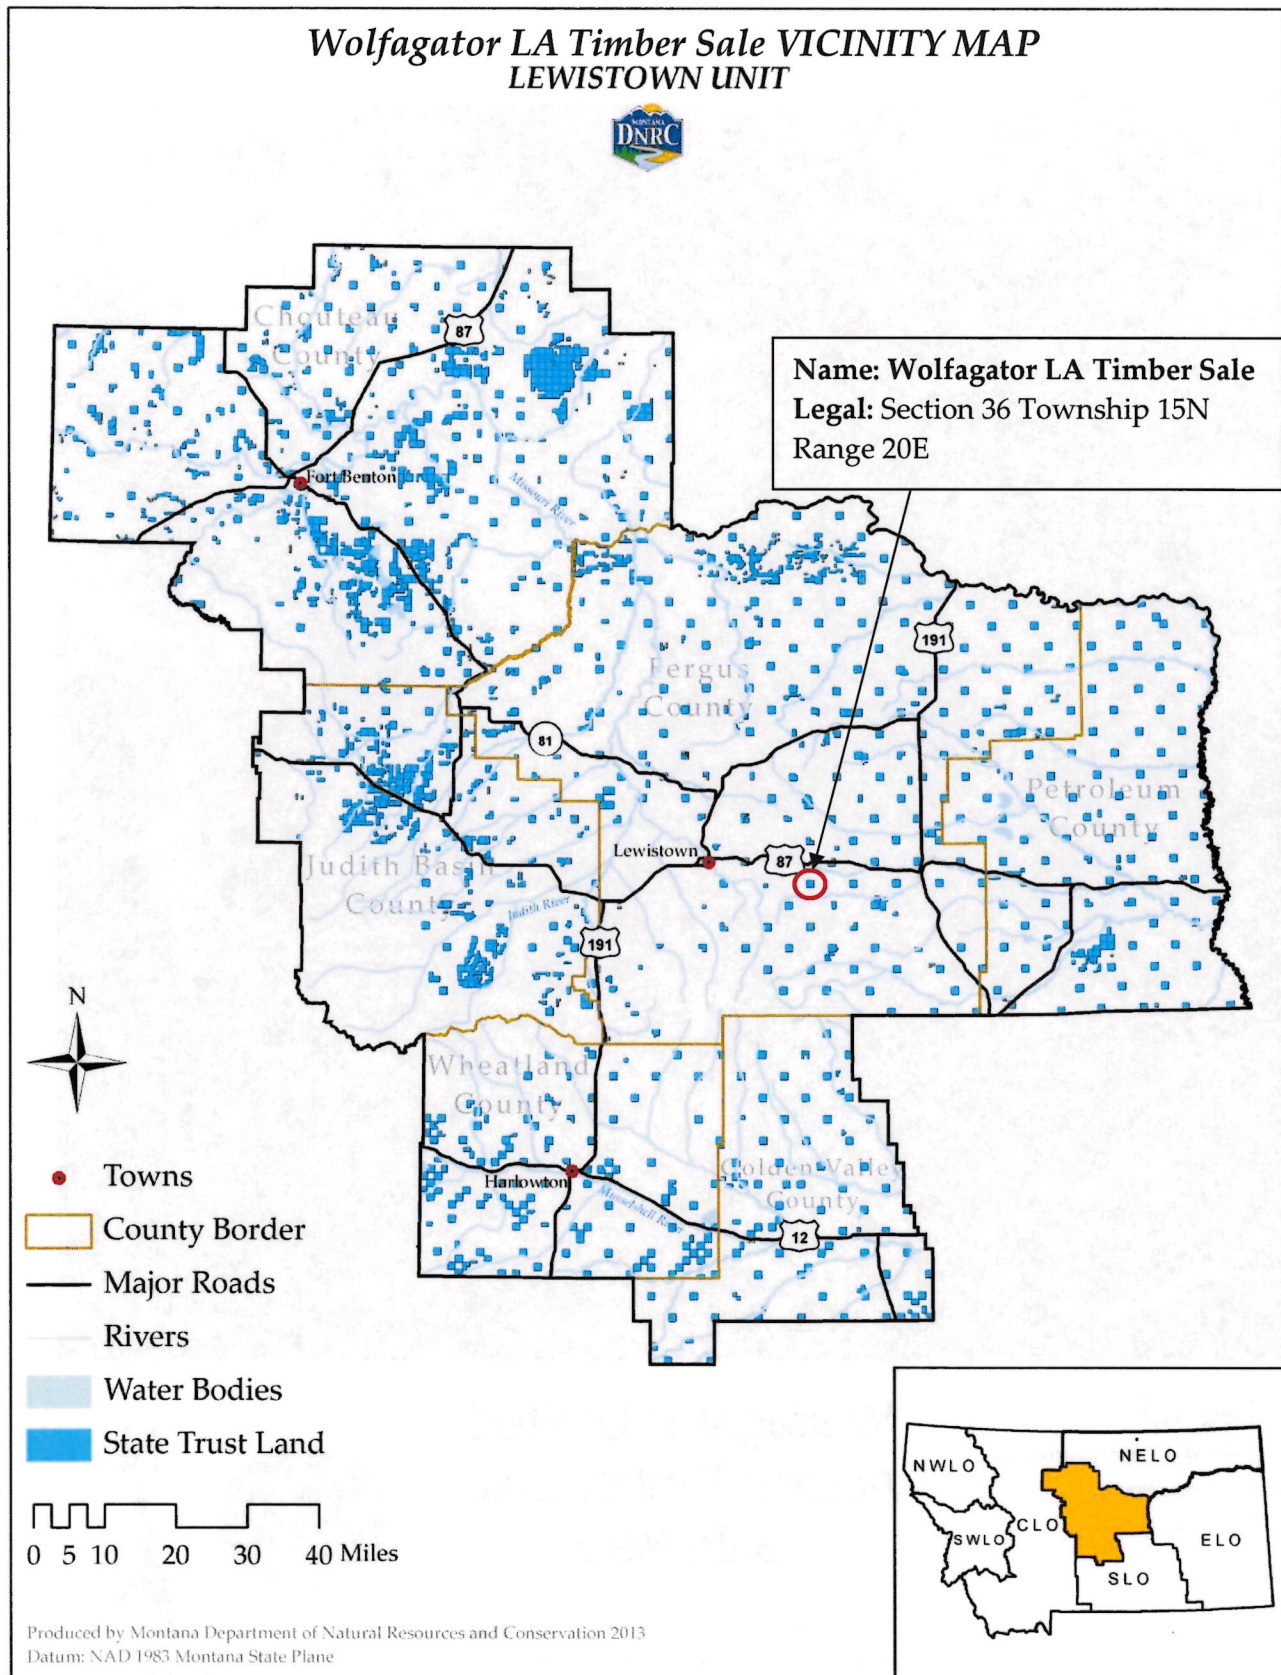 Wolfagator LA Timber Sale VICINITY MAP
LEWISTOWN UNIT
MONTANA
DNRC
Chouteau
County
87
Name: Wolfagator LA Timber Sale
Legal: Section 36 Township 15N
Range 20E
Fort Benton
Missouri River
191
Fergus
County
81
Petroleum
County
Lewistown
87
Judith Basin
County
Judith River
191
N
Wheatland
County
Harlowton
Musselshell River
Golden Valley
County
12
Towns
County Border
Major Roads
Rivers
Water Bodies
State Trust Land
0 5 10 20 30 40 Miles
NWLO
NELO
SWLO
CLO
ELO
SLO
Produced by Montana Department of Natural Resources and Conservation 2013
Datum: NAD 1983 Montana State Plane